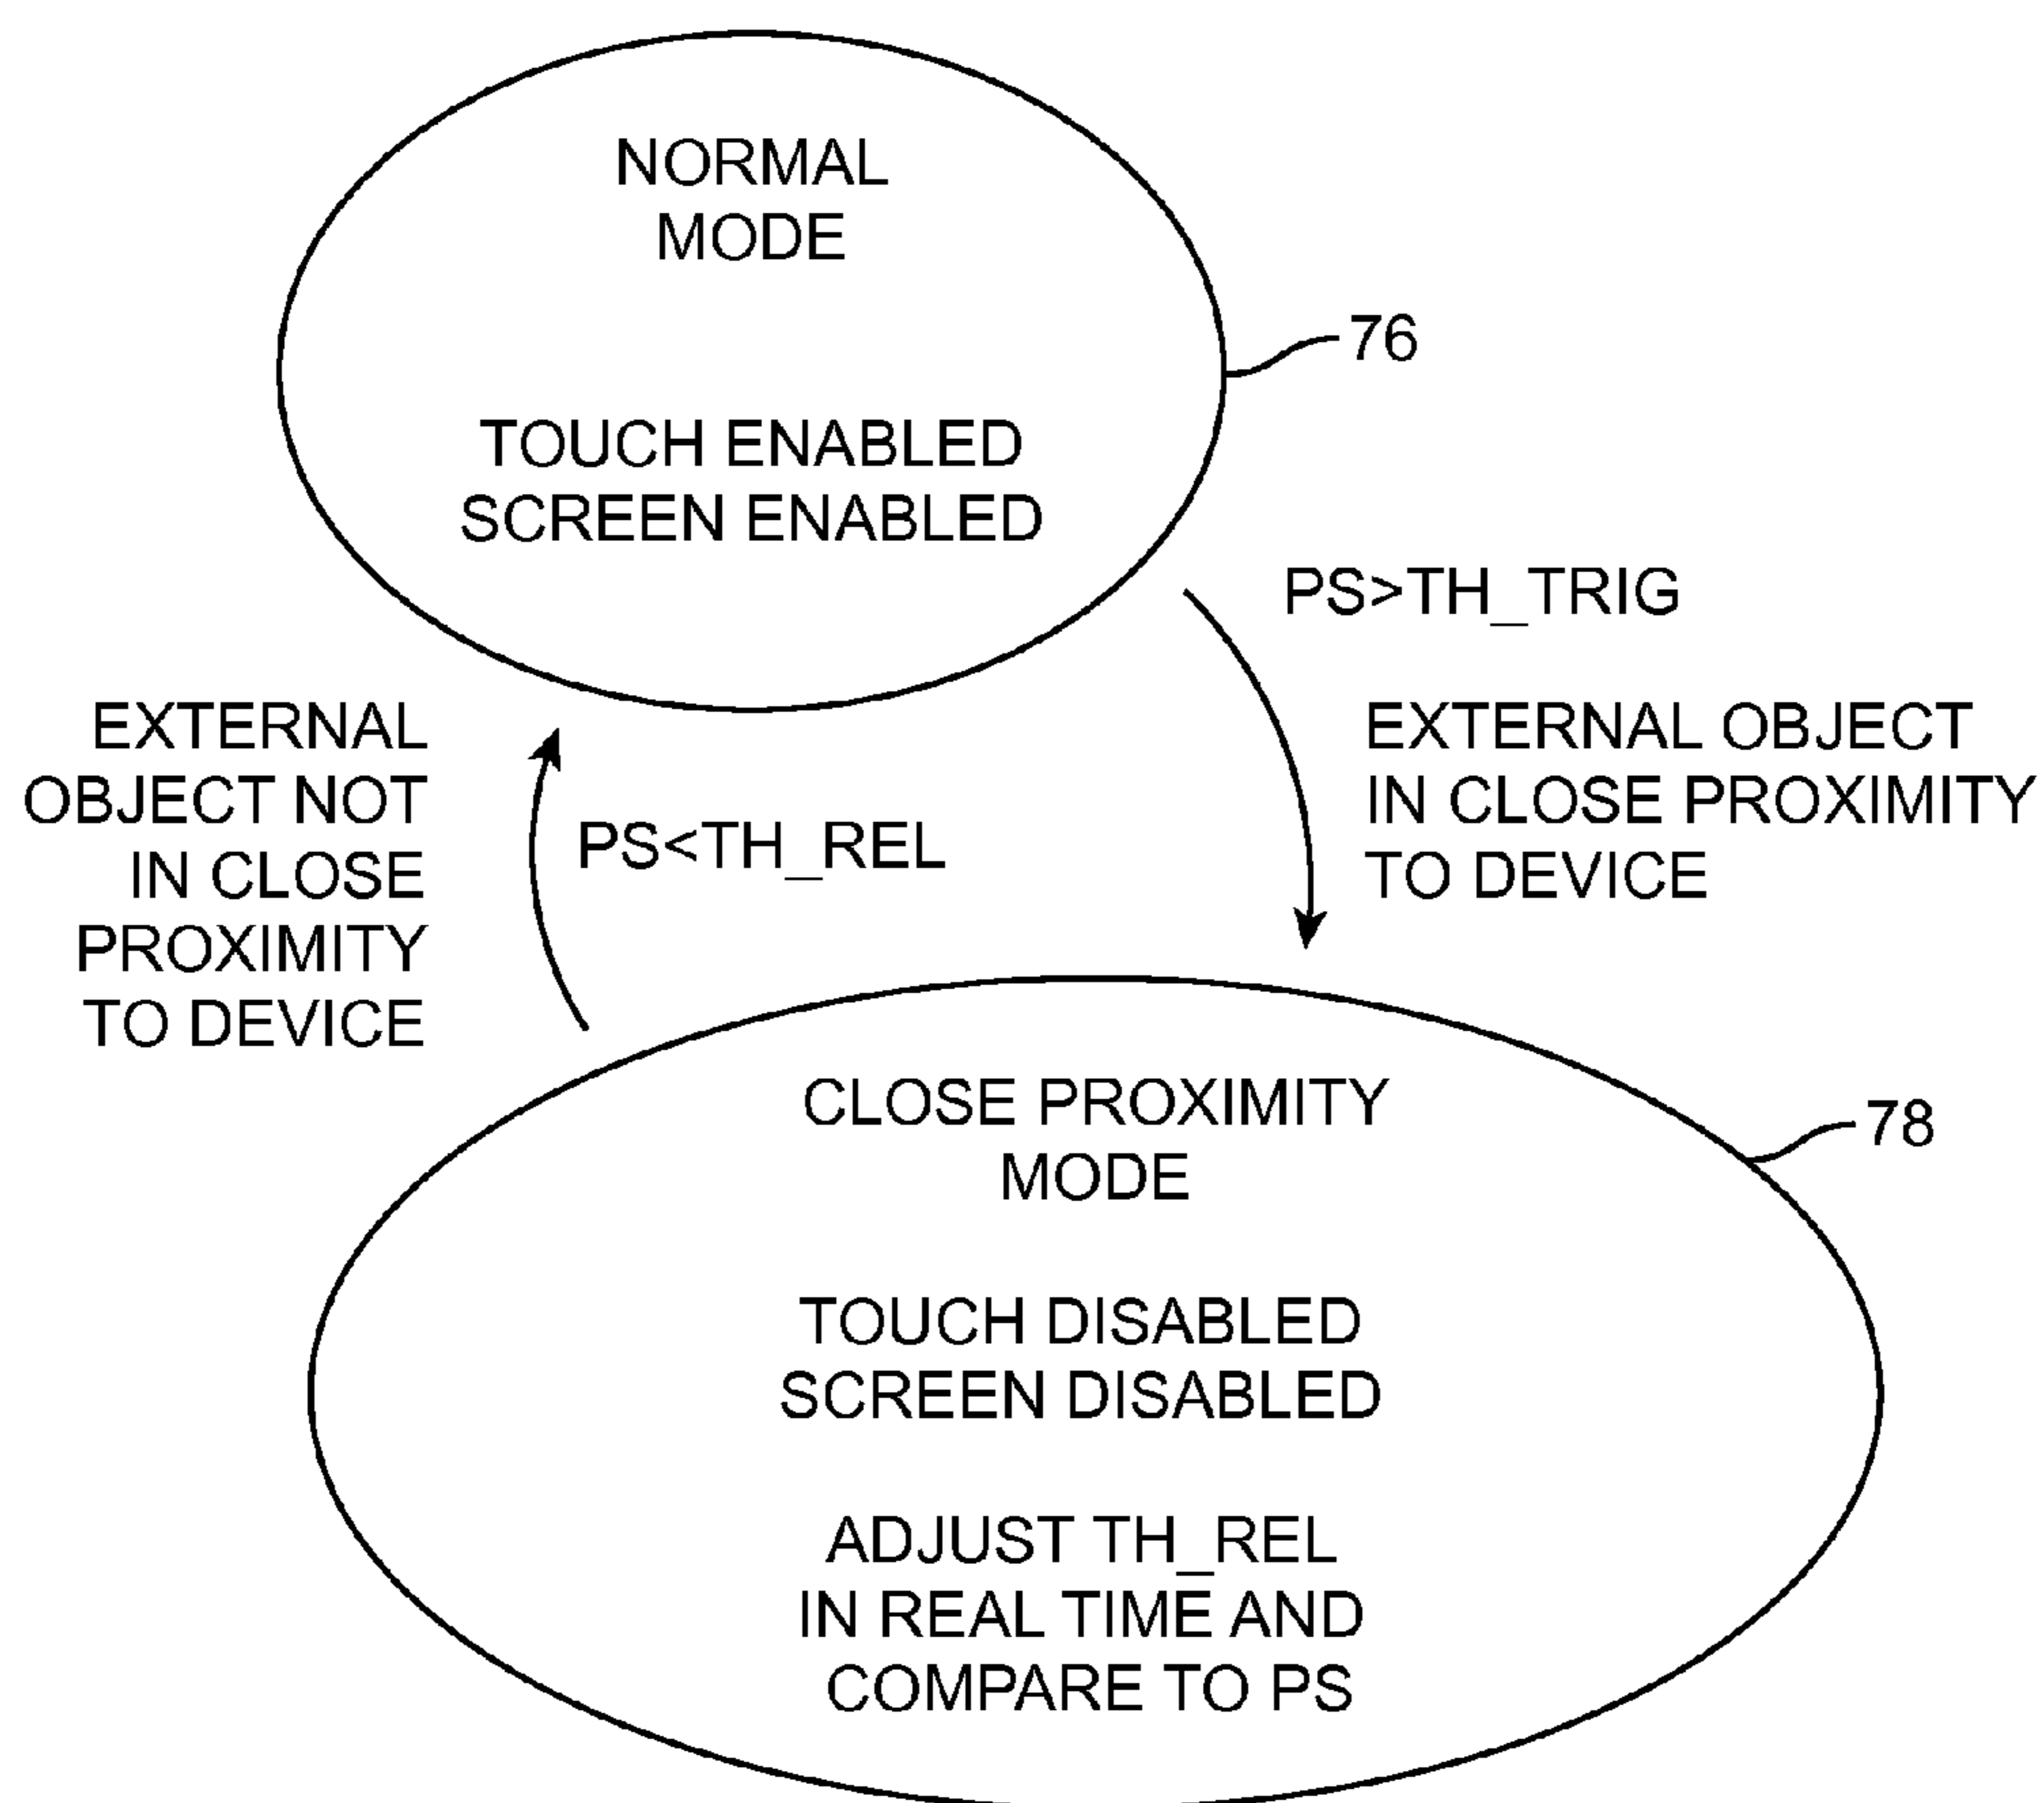 NORMAL
MODE
TOUCH ENABLED
SCREEN ENABLED
76
PS>TH_TRIG
EXTERNAL OBJECT
IN CLOSE PROXIMITY
TO DEVICE
EXTERNAL
OBJECT NOT
IN CLOSE
PROXIMITY
TO DEVICE
PS<TH_REL
CLOSE PROXIMITY
MODE
78
TOUCH DISABLED
SCREEN DISABLED
ADJUST TH_REL
IN REAL TIME AND
COMPARE TO PS